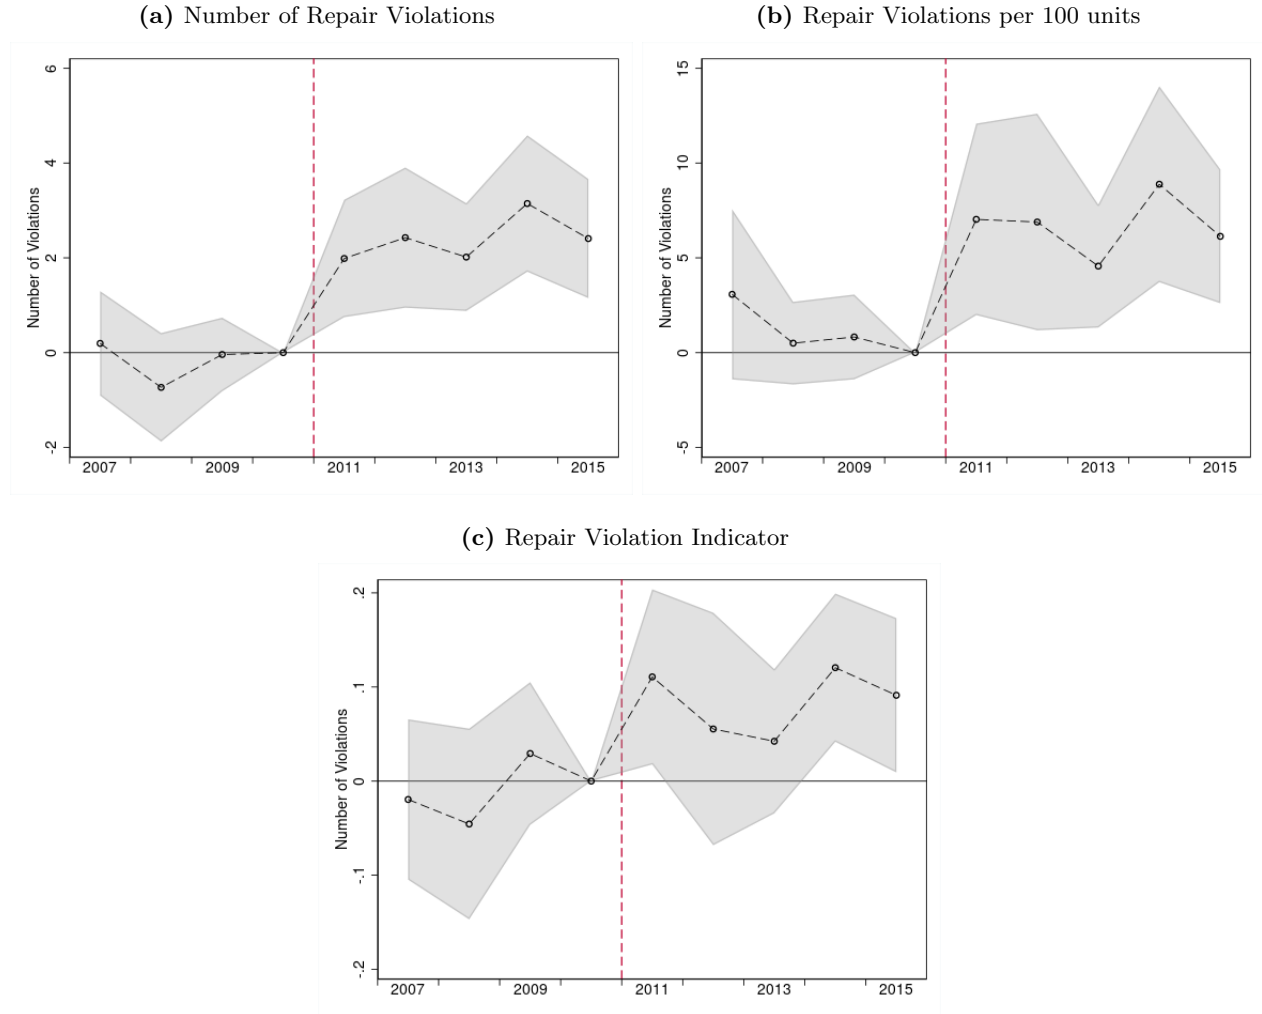 (a) Number of Repair Violations
6
4
2
0
-2
Number of Violations
2007 2009 2011 2013 2015
(b) Repair Violations per 100 units
15
10
5
0
-5
Number of Violations
2007 2009 2011 2013 2015
(c) Repair Violation Indicator
.2
.1
0
-.1
-.2
Number of Violations
2007 2009 2011 2013 2015